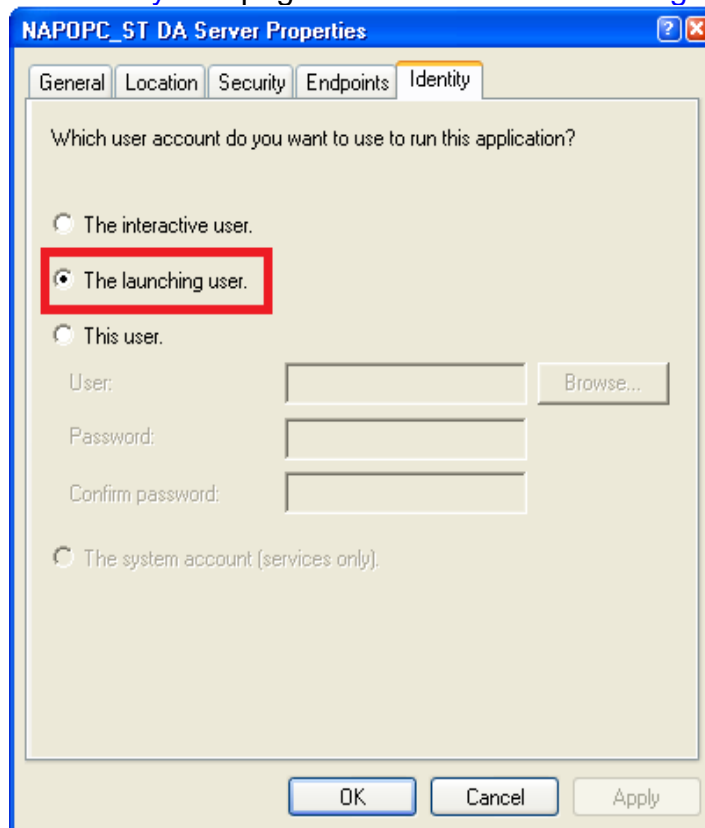 NAPOPC_ST DA Server Properties
General Location Security Endpoints Identity
Which user account do you want to use to run this application?
The interactive user.
The launching user.
This user.
User:
Browse...
Password:
Confirm password:
The system account (services only).
OK Cancel Apply